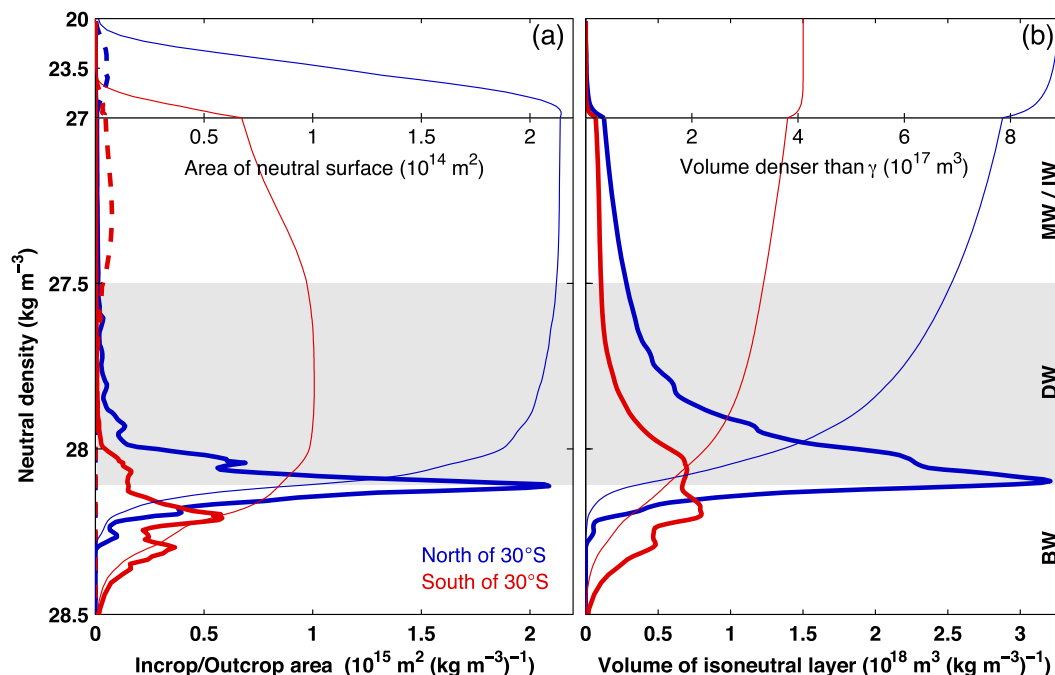 (a)
(b)
20
23.5
27
27.5
28
28.5
Neutral density (kg m⁻³)
0.5 1 1.5 2
Area of neutral surface (10¹⁴ m²)
2 4 6 8
Volume denser than γ (10¹⁷ m³)
MW / IW
DW
BW
North of 30°S
South of 30°S
0 0.5 1 1.5 2
Incrop/Outcrop area (10¹⁵ m² (kg m⁻³)⁻¹)
0 0.5 1 1.5 2 2.5 3
Volume of isoneutral layer (10¹⁸ m³ (kg m⁻³)⁻¹)